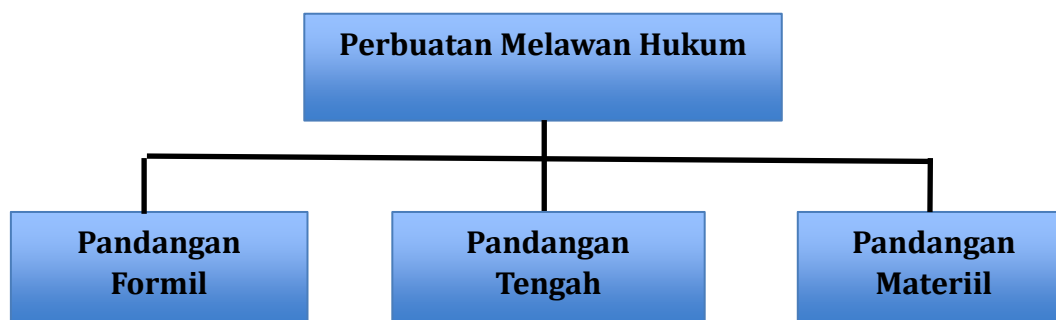 Perbuatan Melawan Hukum
Pandangan
Formil
Pandangan
Tengah
Pandangan
Materiil